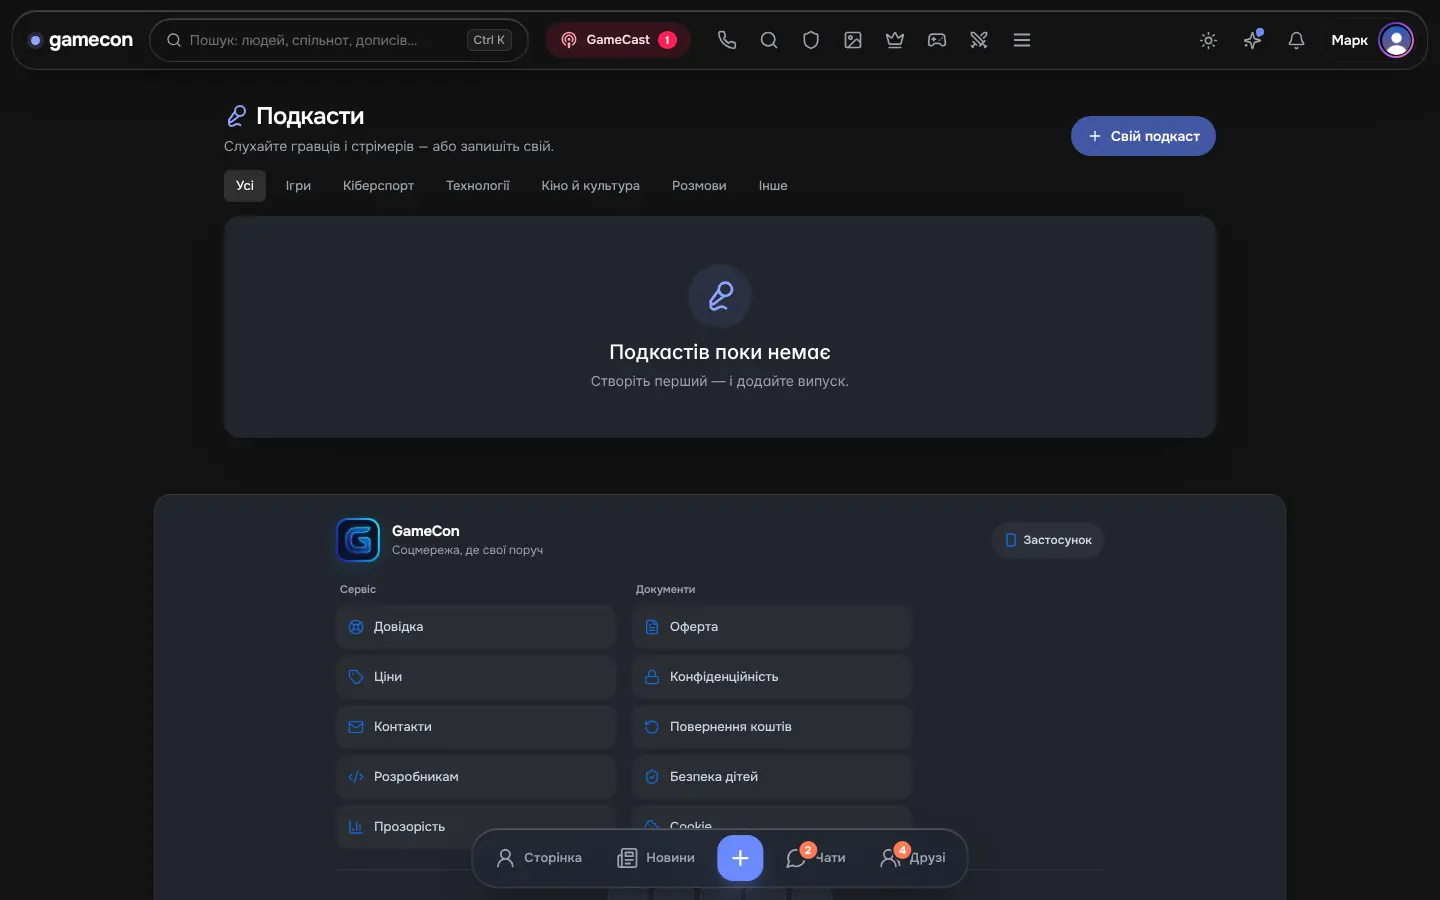 gamecon
Пошук: людей, спільнот, дописів...
Ctrl K
GameCast 1
Марк
Подкасти
Слухайте гравців і стрімерів — або запишіть свій.
+ Свій подкаст
Усі
Ігри
Кіберспорт
Технології
Кіно й культура
Розмови
Інше
Подкастів поки немає
Створіть перший — і додайте випуск.
GameCon
Соцмережа, де свої поруч
Застосунок
Сервіс
Довідка
Ціни
Контакти
Розробникам
Прозорість
Документи
Оферта
Конфіденційність
Повернення коштів
Безпека дітей
Cookie
Сторінка
Новини
2
Чати
4
Друзі